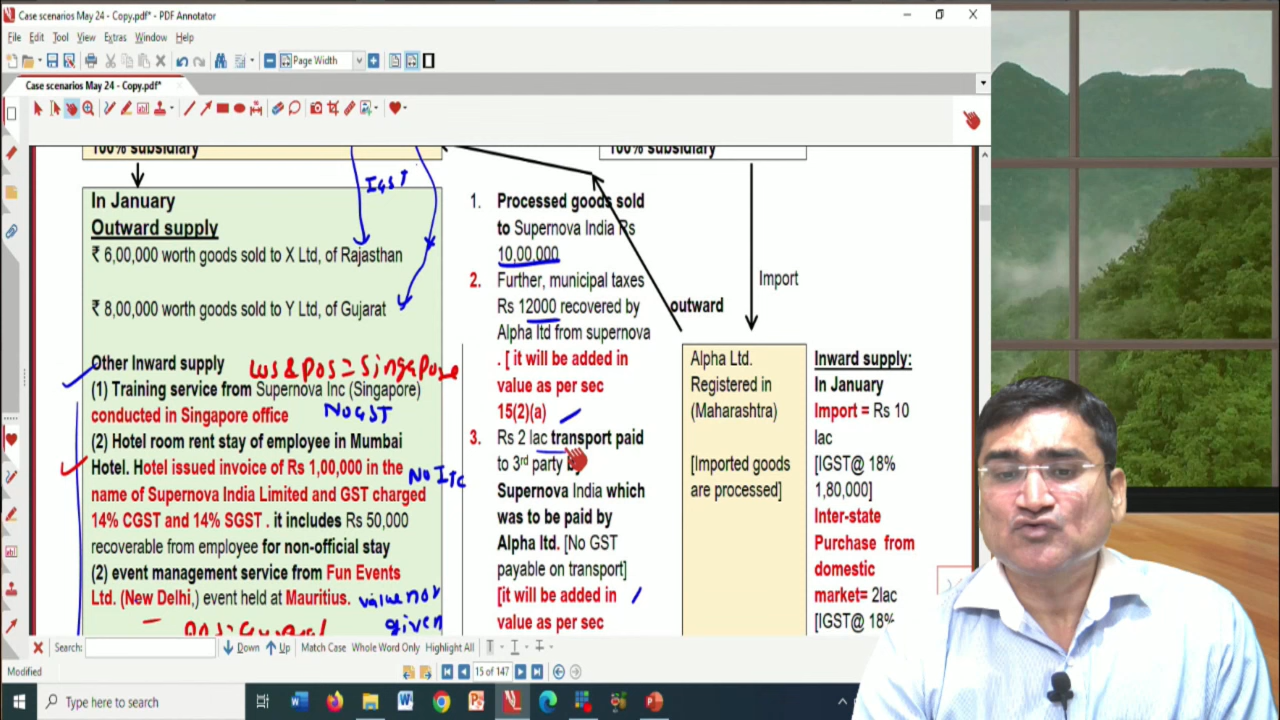 Case scenarios May 24 - Copy.pdf* - PDF Annotator
File Edit Tool View Extras Window Help
Page Width
Case scenarios May 24 - Copy.pdf*
100% subsidiary
100% subsidiary
IGST
In January
Outward supply
₹ 6,00,000 worth goods sold to X Ltd, of Rajasthan
₹ 8,00,000 worth goods sold to Y Ltd, of Gujarat
Other Inward supply
LOS & POS = Singapore
(1) Training service from Supernova Inc (Singapore)
conducted in Singapore office
No GST
(2) Hotel room rent stay of employee in Mumbai
Hotel. Hotel issued invoice of Rs 1,00,000 in the
No ITC
name of Supernova India Limited and GST charged
14% CGST and 14% SGST . it includes Rs 50,000
recoverable from employee for non-official stay
(2) event management service from Fun Events
Ltd. (New Delhi,) event held at Mauritius.
value not
given
1. Processed goods sold
to Supernova India Rs
10,00,000
2. Further, municipal taxes
Rs 12000 recovered by
Alpha ltd from supernova
. [ it will be added in
value as per sec
15(2)(a)
3. Rs 2 lac transport paid
to 3rd party
Supernova India which
was to be paid by
Alpha ltd. [No GST
payable on transport]
[it will be added in
value as per sec
Import
outward
Alpha Ltd.
Registered in
(Maharashtra)
[Imported goods
are processed]
Inward supply:
In January
Import = Rs 10
lac
[IGST@ 18%
1,80,000]
Inter-state
Purchase from
domestic
market= 2lac
[IGST@ 18%
Search: Down Up Match Case Whole Word Only Highlight All
Modified
15 of 147
Type here to search